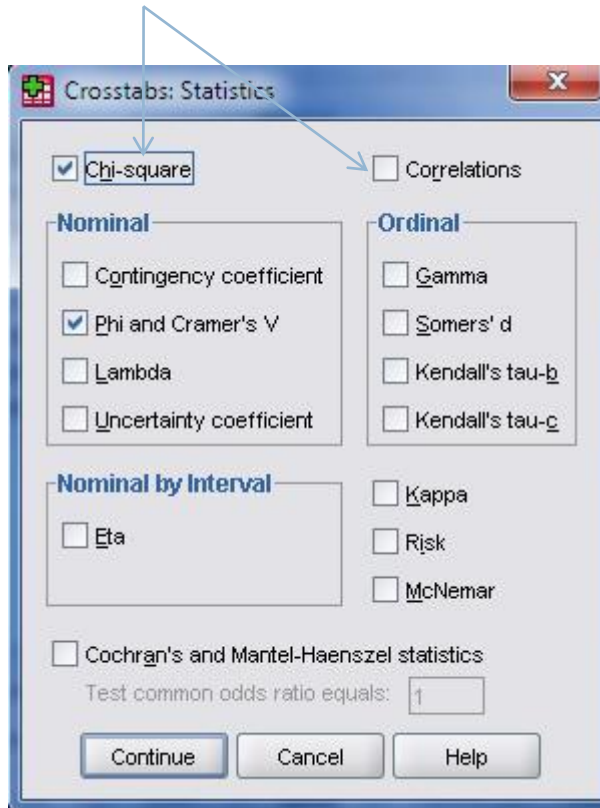 Crosstabs: Statistics
Chi-square
Correlations
Nominal
Contingency coefficient
Phi and Cramer's V
Lambda
Uncertainty coefficient
Ordinal
Gamma
Somers' d
Kendall's tau-b
Kendall's tau-c
Nominal by Interval
Eta
Kappa
Risk
McNemar
Cochran's and Mantel-Haenszel statistics
Test common odds ratio equals: 1
Continue
Cancel
Help